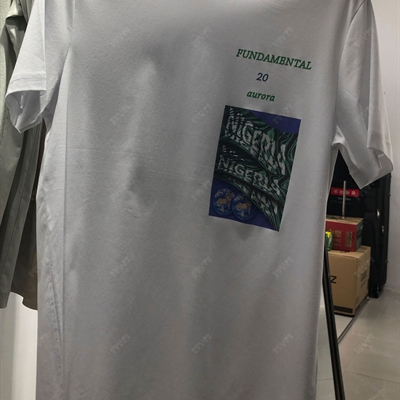 FUNDAMENTAL
20
aurora
NIGERIA
NIGERIA